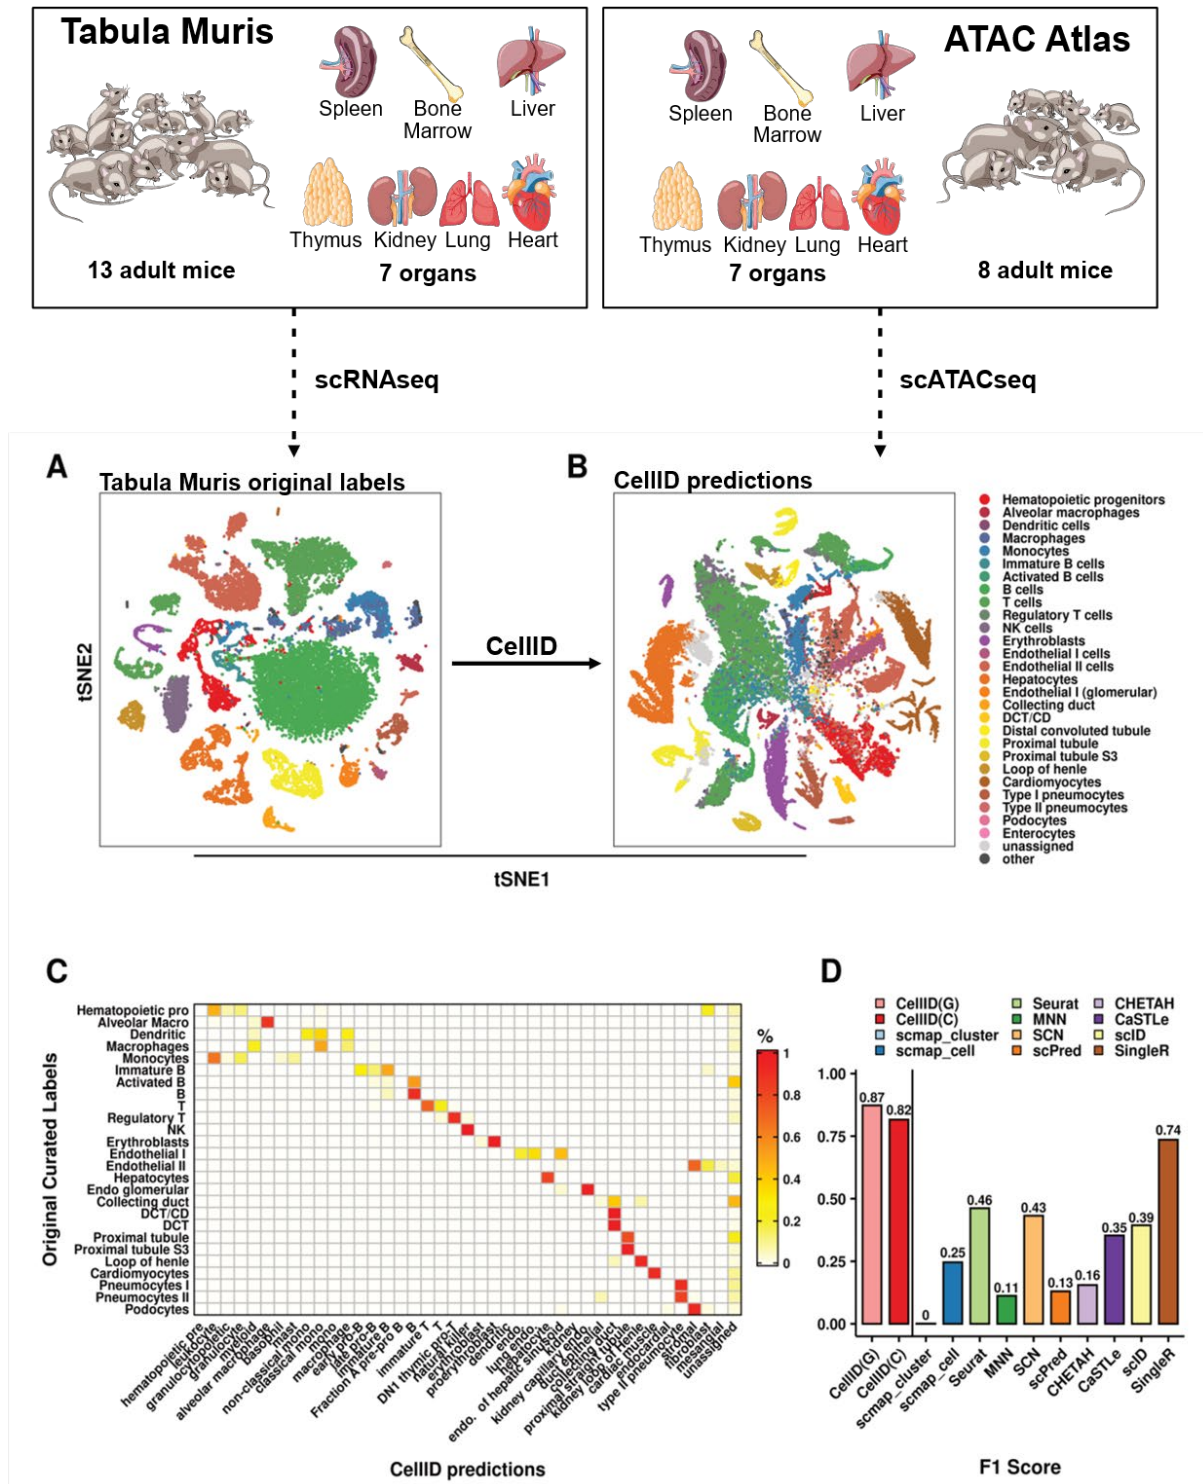 Tabula Muris
Spleen
Bone
Marrow
Liver
Thymus
Kidney
Lung
Heart
13 adult mice
7 organs
ATAC Atlas
Spleen
Bone
Marrow
Liver
Thymus
Kidney
Lung
Heart
7 organs
8 adult mice
scRNAseq
scATACseq
A
Tabula Muris original labels
tSNE2
CellID
B
CellID predictions
tSNE1
Hematopoietic progenitors
Alveolar macrophages
Dendritic cells
Macrophages
Monocytes
Immature B cells
Activated B cells
B cells
T cells
Regulatory T cells
NK cells
Erythroblasts
Endothelial I cells
Endothelial II cells
Hepatocytes
Endothelial I (glomerular)
Collecting duct
DCT/CD
Distal convoluted tubule
Proximal tubule
Proximal tubule S3
Loop of henle
Cardiomyocytes
Type I pneumocytes
Type II pneumocytes
Podocytes
Enterocytes
unassigned
other
C
Original Curated Labels
Hematopoietic pro
Alveolar Macro
Dendritic
Macrophages
Monocytes
Immature B
Activated B
B
T
Regulatory T
NK
Erythroblasts
Endothelial I
Endothelial II
Hepatocytes
Endo glomerular
Collecting duct
DCT/CD
DCT
Proximal tubule
Proximal tubule S3
Loop of henle
Cardiomyocytes
Pneumocytes I
Pneumocytes II
Podocytes
%
1
0.8
0.6
0.4
0.2
0
hematopoietic pre
leukocyte
granulocytopoietic
granulocyte
myeloid
alveolar macrophage
basophil
mast
non-classical mono
classical mono
macrophage
early pro-B
late pro-B
immature B
Fraction A pre-pro B
B
immature T
T
DN1 thymic pro-T
natural killer
erythroblast
proerythroblast
dendritic
endo.
lung endo.
endo. of hepatic sinusoid
hepatocyte
kidney capillary endo.
duct epithelial
collecting duct
proximal straight tubule
kidney loop of henle
cardiac muscle
endocardial
type II pneumocyte
stromal
fibroblast
mesangial
unassigned
CellID predictions
D
CellID(G)
CellID(C)
scmap_cluster
scmap_cell
Seurat
MNN
SCN
scPred
CHETAH
CaSTLe
scID
SingleR
1.00
0.75
0.50
0.25
0.00
0.87
0.82
0
0.25
0.46
0.11
0.43
0.13
0.16
0.35
0.39
0.74
CellID(G)
CellID(C)
scmap_cluster
scmap_cell
Seurat
MNN
SCN
scPred
CHETAH
CaSTLe
scID
SingleR
F1 Score